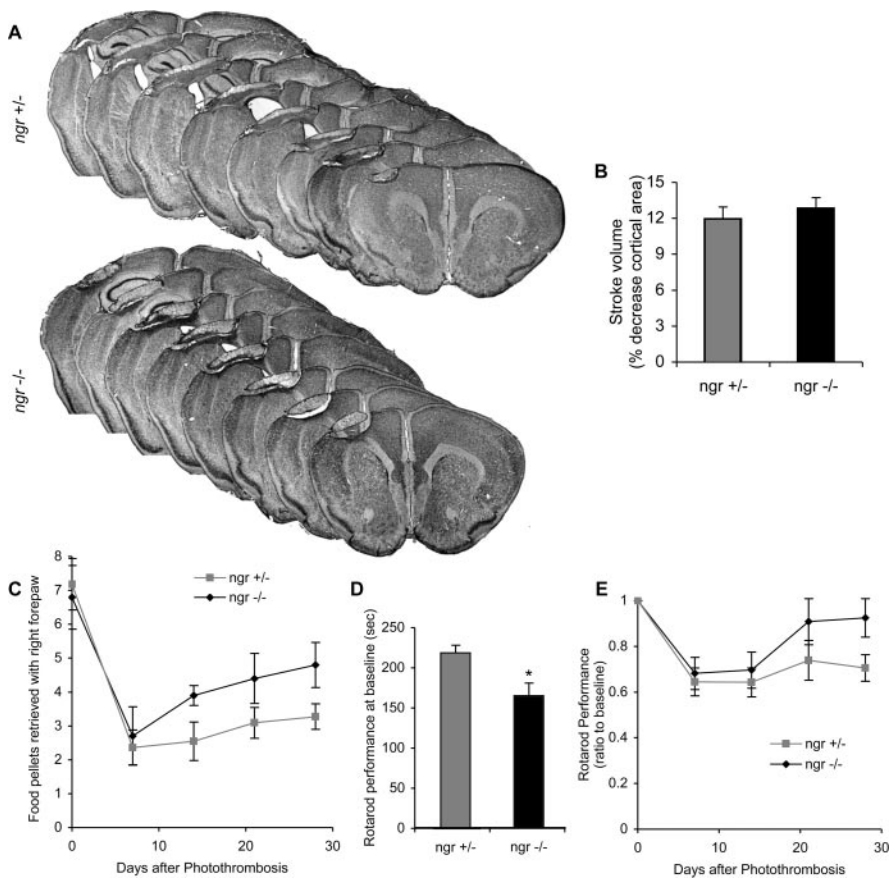 A
ngr +/-
ngr -/-
B
Stroke volume
(% decrease cortical area)
15
12
9
6
3
0
ngr +/-
ngr -/-
C
Food pellets retrieved with right forepaw
8
7
6
5
4
3
2
1
0
ngr +/-
ngr -/-
0
10
20
30
Days after Photothrombosis
D
Rotarod performance at baseline (sec)
250
200
150
100
50
0
*
ngr +/-
ngr -/-
E
Rotarod Performance
(ratio to baseline)
1
0.8
0.6
0.4
0.2
0
ngr +/-
ngr -/-
0
10
20
30
Days after Photothrombosis